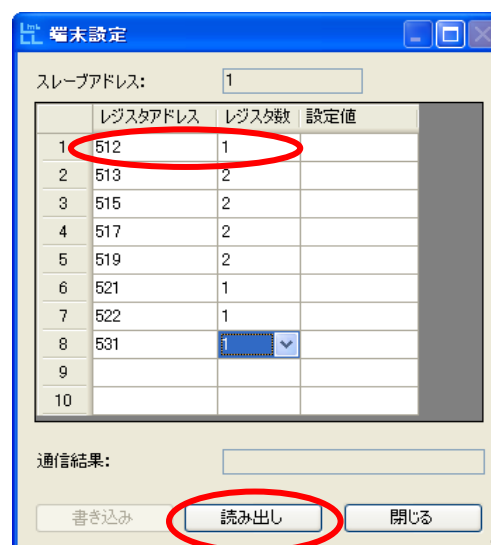 端末設定
スレーブアドレス: 1
レジスタアドレス レジスタ数 設定値
1 512 1
2 513 2
3 515 2
4 517 2
5 519 2
6 521 1
7 522 1
8 531 1
9
10
通信結果:
書き込み 読み出し 閉じる